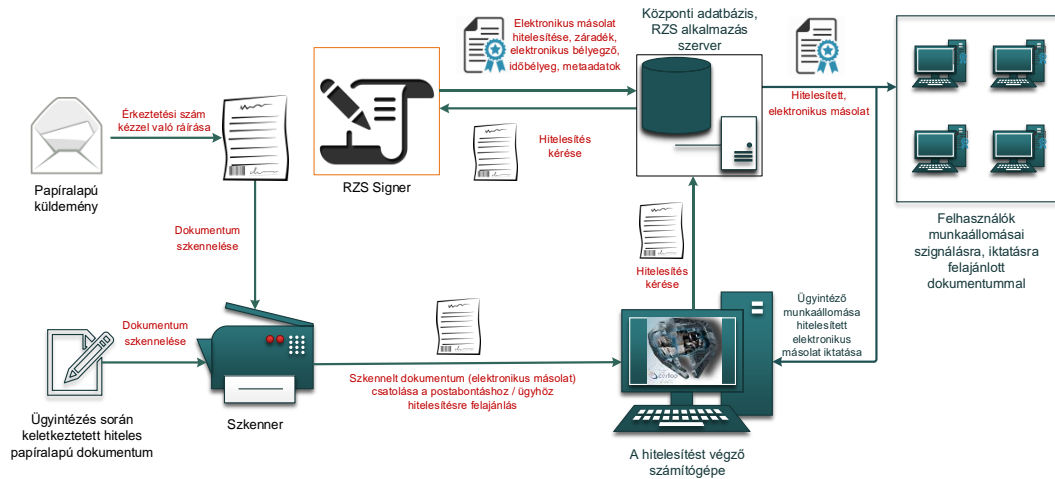 Elektronikus másolat
hitelesítése, záradék,
elektronikus bélyegző,
időbélyeg, metaadatok
Központi adatbázis,
RZS alkalmazás
szerver
Érkeztetési szám
kézzel való ráírása
Hitelesített,
elektronikus másolat
Hitelesítés
kérése
Papíralapú
küldemény
RZS Signer
Felhasználók
munkaállomásai
szignálásra, iktatásra
felajánlott
dokumentummal
Dokumentum
szkennelése
Hitelesítés
kérése
Ügyintéző
munkaállomása
hitelesített
elektronikus
másolat iktatása
Dokumentum
szkennelése
Szkennelt dokumentum (elektronikus másolat)
csatolása a postabontáshoz / ügyhöz
hitelesítésre felajánlás
Ügyintézés során
keletkeztetett hiteles
papíralapú dokumentum
Szkenner
A hitelesítést végző
számítógépe